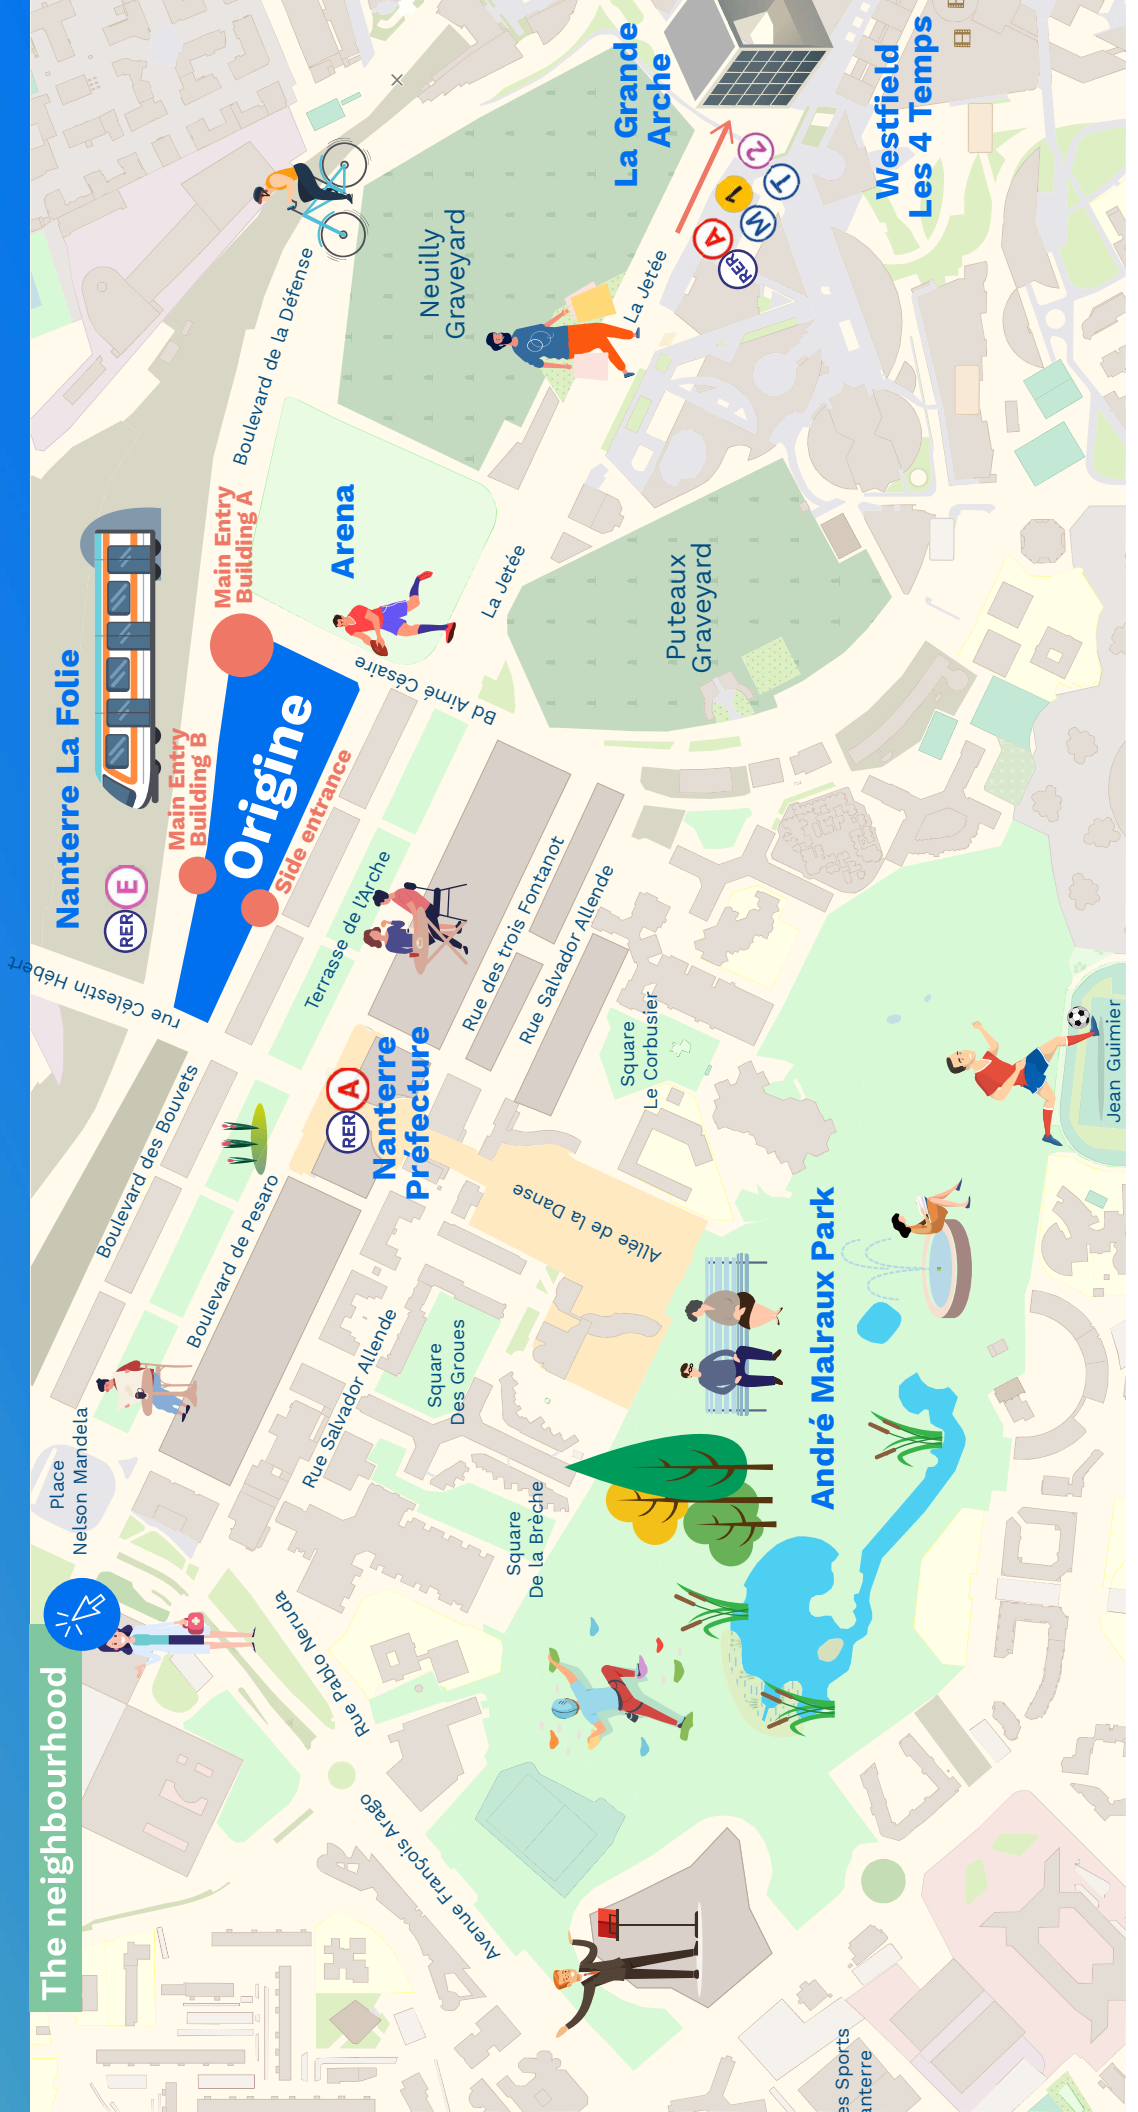 The neighbourhood
Place
Nelson Mandela
Nanterre La Folie
RER
E
rue Célestin Hébert
Boulevard des Bouvets
Boulevard de Pesaro
Main Entry
Building B
Main Entry
Building A
Origine
Side entrance
Boulevard de la Défense
Arena
Bd Aimé Césaire
Terrasse de l'Arche
La Jetée
Neuilly
Graveyard
La Jetée
La Grande
Arche
RER
A
M
1
T
2
Westfield
Les 4 Temps
Puteaux
Graveyard
Rue des trois Fontanot
Rue Salvador Allende
RER
A
Nanterre
Préfecture
Square
Le Corbusier
Allée de la Danse
Rue Salvador Allende
Square
Des Groues
Square
De la Brèche
Rue Pablo Neruda
Avenue François Arago
André Malraux Park
Jean Guimier
es Sports
anterre